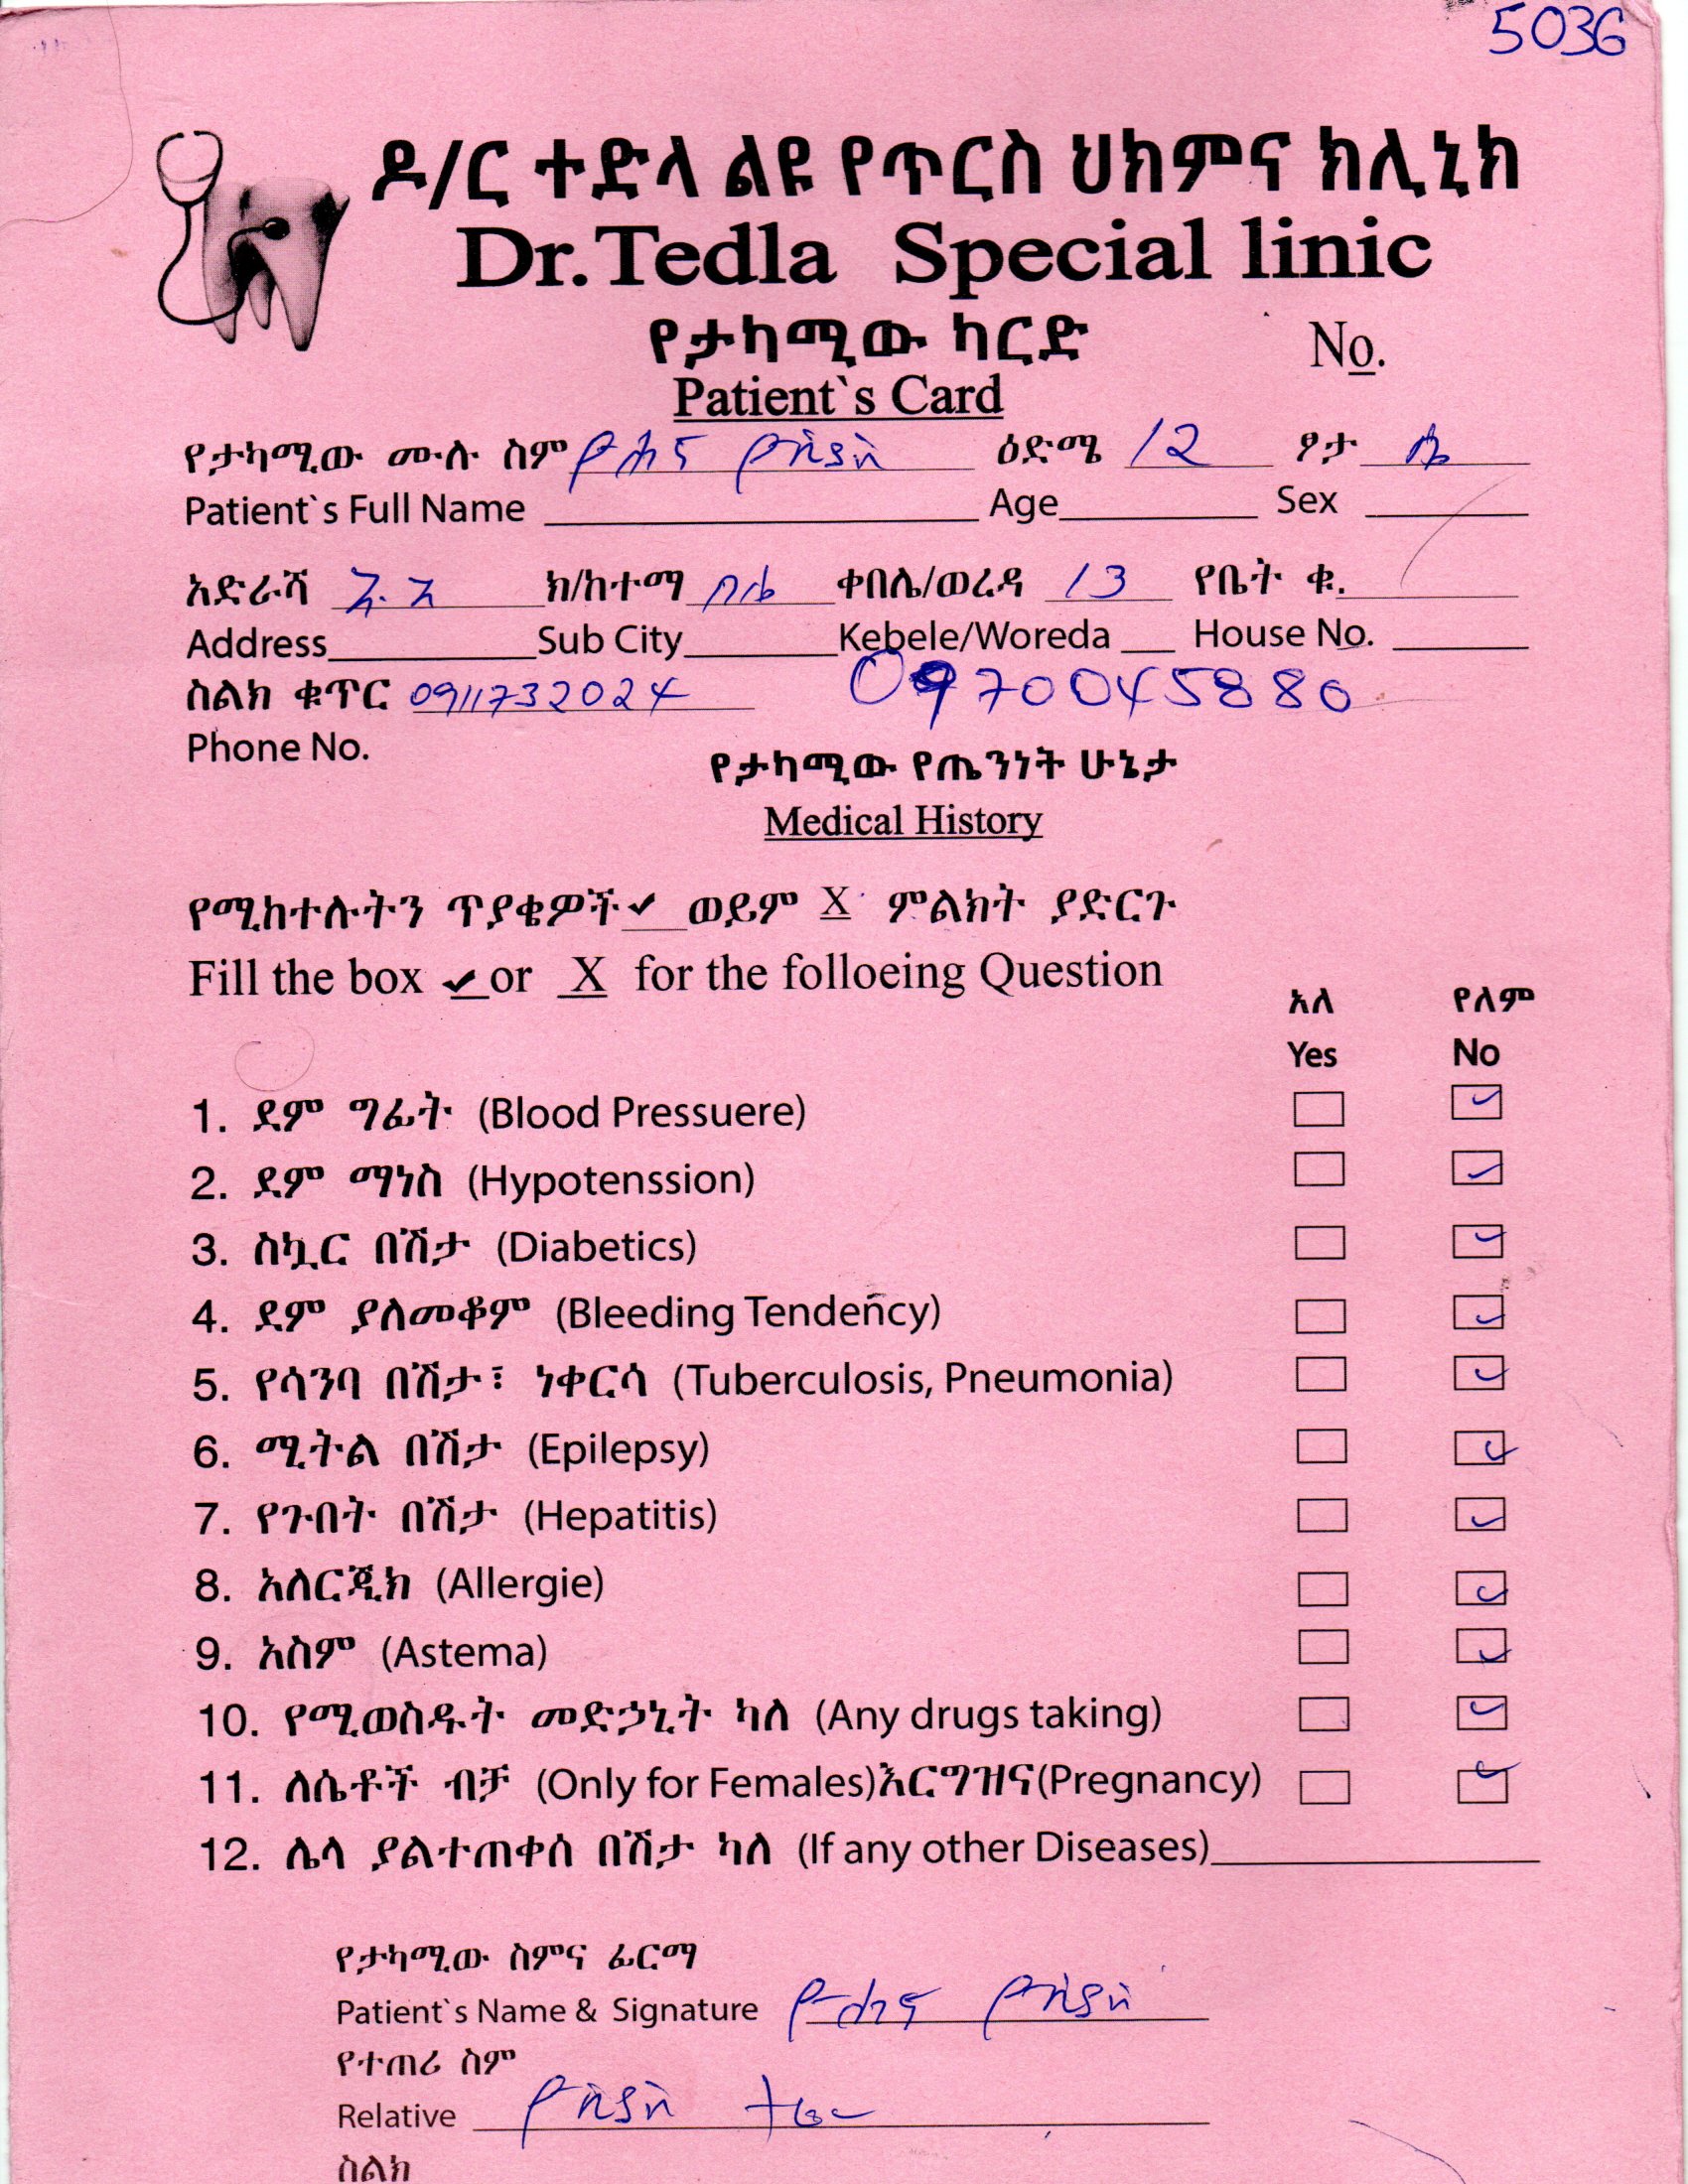 5036
ዶ/ር ተድላ ልዩ የጥርስ ህክምና ክሊኒክ
Dr.Tedla Special linic
የታካሚው ካርድ No.
Patient`s Card
የታካሚው ሙሉ ስም ዮሐና ዮሴዳስ ዕድሜ 12 ፆታ ሴ
Patient`s Full Name Age Sex
አድራሻ አ.አ ክ/ከተማ ቦሌ ቀበሌ/ወረዳ 13 የቤት ቁ.
Address Sub City Kebele/Woreda House No.
ስልክ ቁጥር 0911732024 0970045880
Phone No.
የታካሚው የጤንነት ሁኔታ
Medical History
የሚከተሉትን ጥያቄዎች ✔ ወይም X ምልክት ያድርጉ
Fill the box ✔ or X for the folloeing Question
አለ የለም
Yes No
1. ደም ግፊት (Blood Pressuere) ✓
2. ደም ማነስ (Hypotenssion) ✓
3. ስኳር በሽታ (Diabetics) ✓
4. ደም ያለመቆም (Bleeding Tendency) ✓
5. የሳንባ በሽታ፣ ነቀርሳ (Tuberculosis, Pneumonia) ✓
6. ሚትል በሽታ (Epilepsy) ✓
7. የጉበት በሽታ (Hepatitis) ✓
8. አለርጂክ (Allergie) ✓
9. አስም (Astema) ✓
10. የሚወስዱት መድኃኒት ካለ (Any drugs taking) ✓
11. ለሴቶች ብቻ (Only for Females)እርግዝና(Pregnancy) ✓
12. ሌላ ያልተጠቀሰ በሽታ ካለ (If any other Diseases)
የታካሚው ስምና ፊርማ
Patient`s Name & Signature
የተጠሪ ስም
Relative
ስልክ